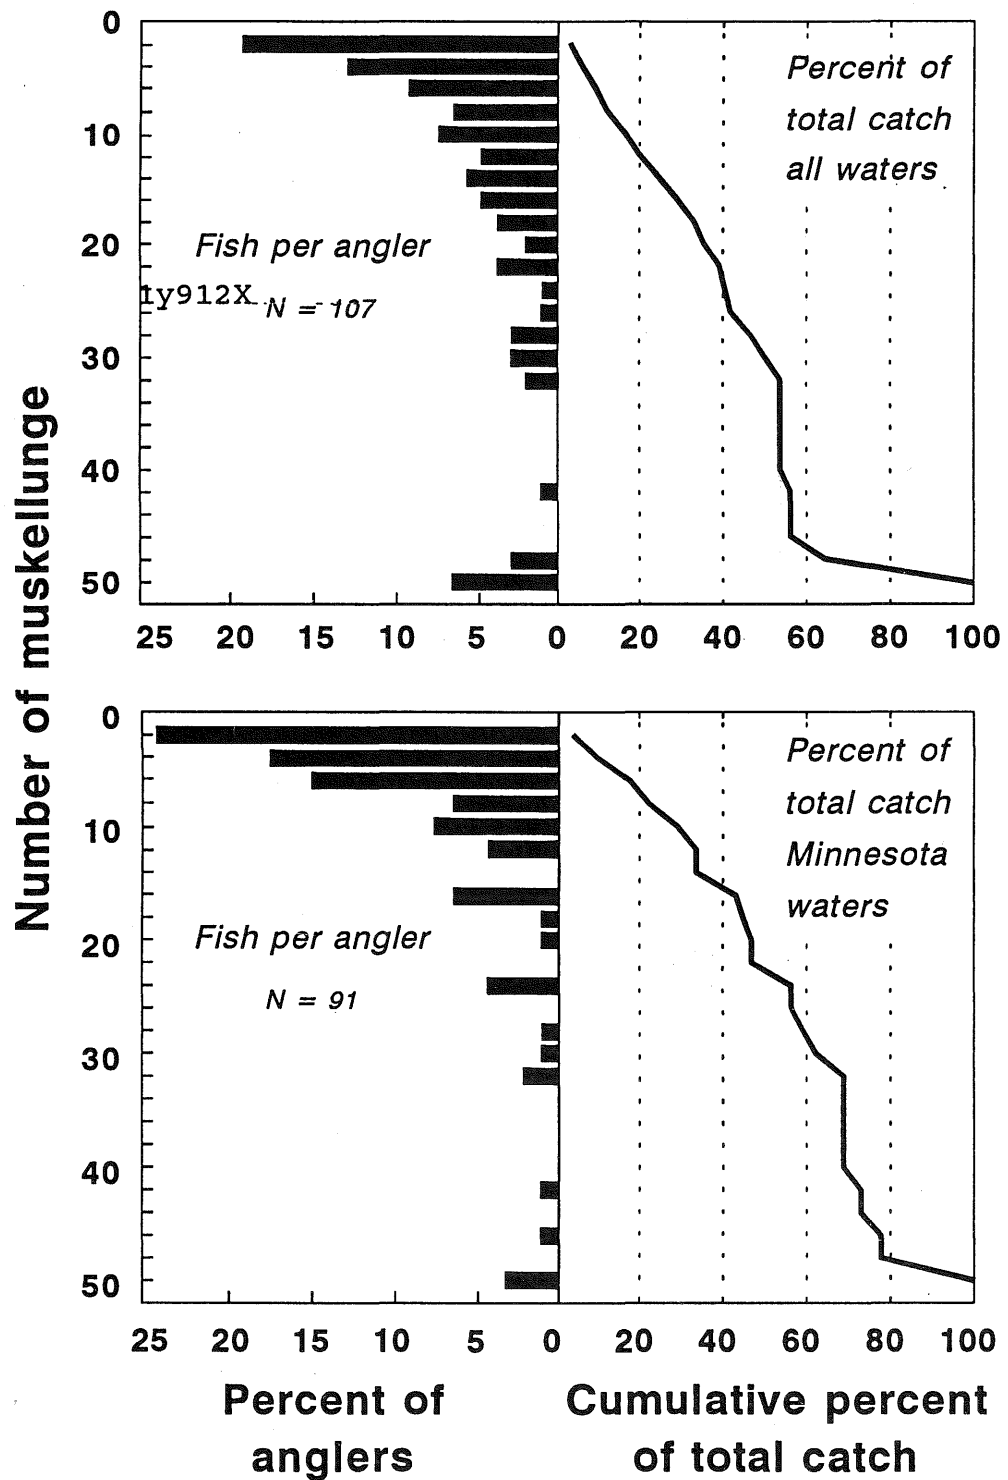 Number of muskellunge
0
10
20
30
40
50
Fish per angler
1y912X N = 107
Percent of
total catch
all waters
25 20 15 10 5 0 20 40 60 80 100
0
10
20
30
40
50
Fish per angler
N = 91
Percent of
total catch
Minnesota
waters
25 20 15 10 5 0 20 40 60 80 100
Percent of
anglers
Cumulative percent
of total catch